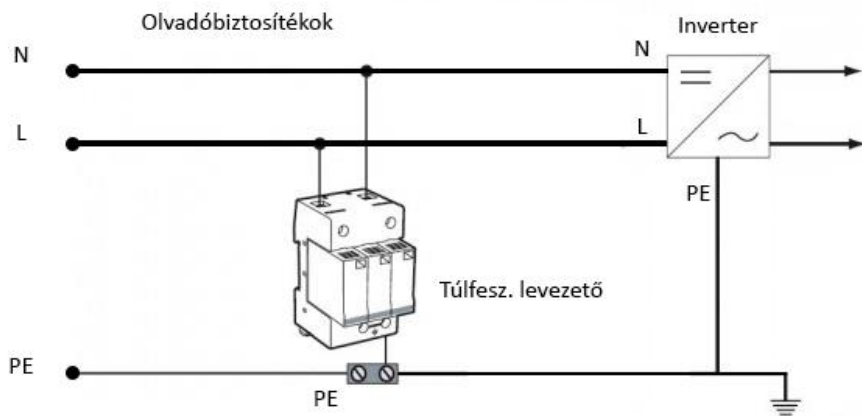 Olvadóbiztosítékok
Inverter
N
N
L
L
PE
Túlfesz. levezető
PE
PE